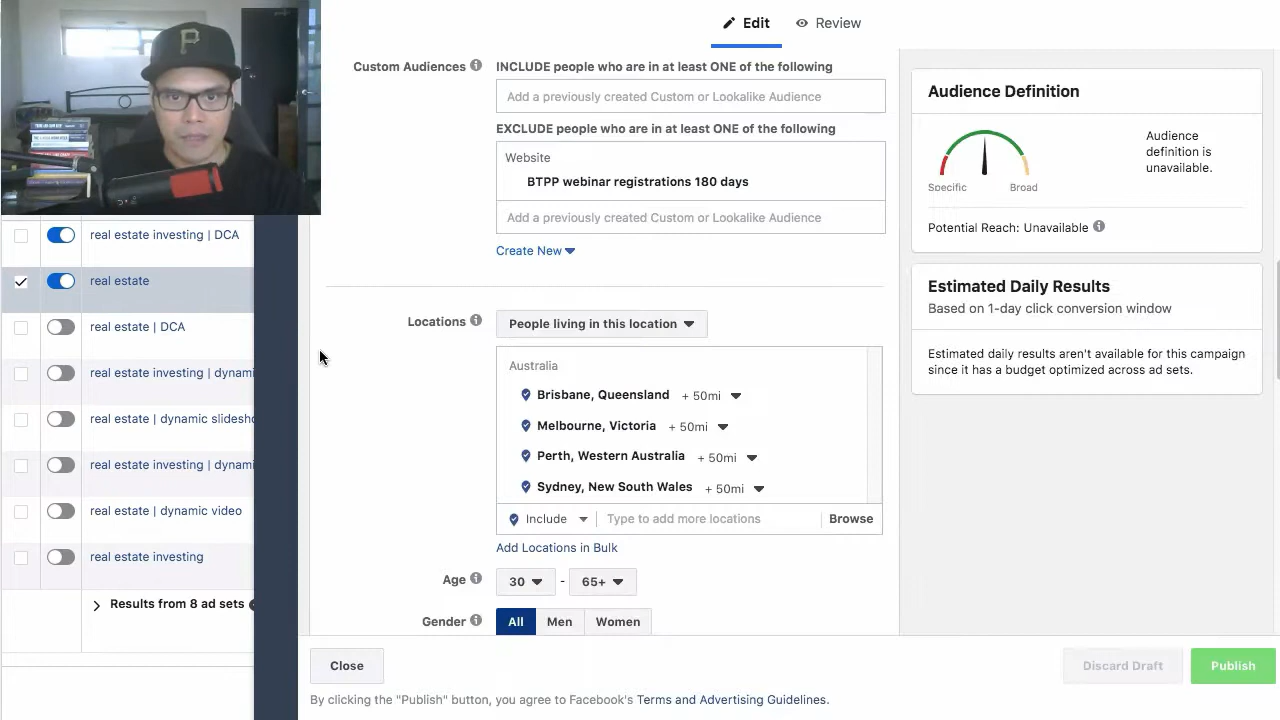 Edit
Review
Custom Audiences
INCLUDE people who are in at least ONE of the following
Add a previously created Custom or Lookalike Audience
EXCLUDE people who are in at least ONE of the following
Website
BTPP webinar registrations 180 days
Add a previously created Custom or Lookalike Audience
Create New
Locations
People living in this location
Australia
Brisbane, Queensland + 50mi
Melbourne, Victoria + 50mi
Perth, Western Australia + 50mi
Sydney, New South Wales + 50mi
Include
Type to add more locations
Browse
Add Locations in Bulk
Age
30 - 65+
Gender
All Men Women
Audience Definition
Audience
definition is
unavailable.
Specific
Broad
Potential Reach: Unavailable
Estimated Daily Results
Based on 1-day click conversion window
Estimated daily results aren't available for this campaign
since it has a budget optimized across ad sets.
P
real estate investing | DCA
real estate
real estate | DCA
real estate investing | dynami
real estate | dynamic slidesho
real estate investing | dynami
real estate | dynamic video
real estate investing
Results from 8 ad sets
Close
Discard Draft
Publish
By clicking the "Publish" button, you agree to Facebook's Terms and Advertising Guidelines.